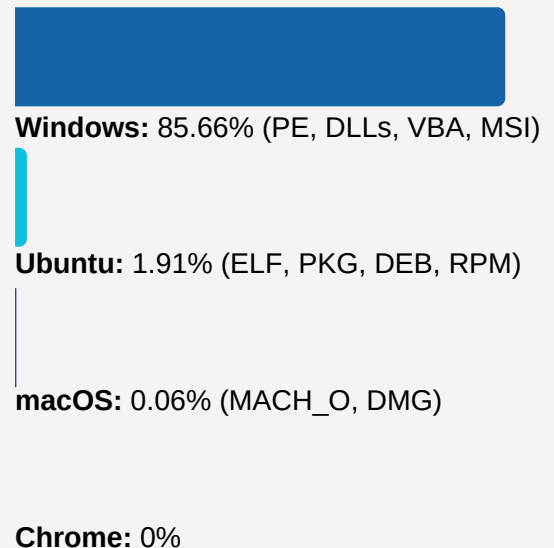 Windows: 85.66% (PE, DLLs, VBA, MSI)
Ubuntu: 1.91% (ELF, PKG, DEB, RPM)
macOS: 0.06% (MACH_O, DMG)
Chrome: 0%